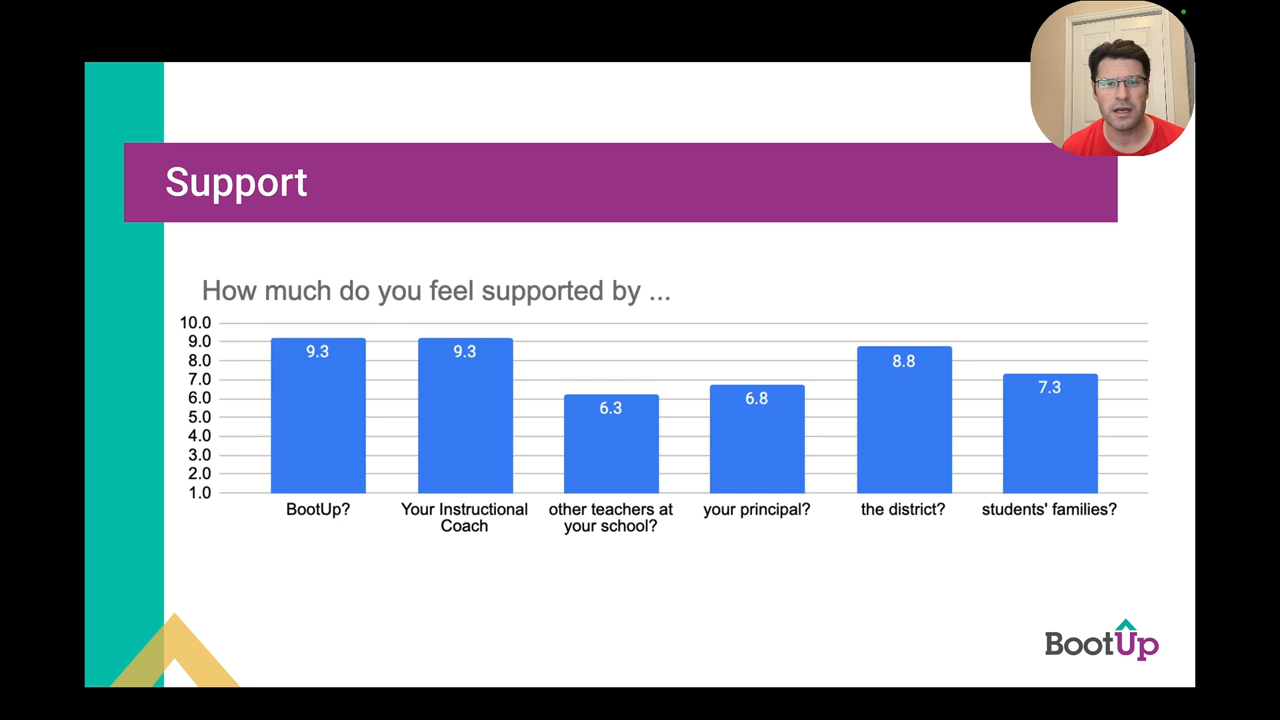 Support
How much do you feel supported by ...
10.0
9.0
8.0
7.0
6.0
5.0
4.0
3.0
2.0
1.0
9.3
9.3
6.3
6.8
8.8
7.3
BootUp?
Your Instructional
Coach
other teachers at
your school?
your principal?
the district?
students' families?
BootUp